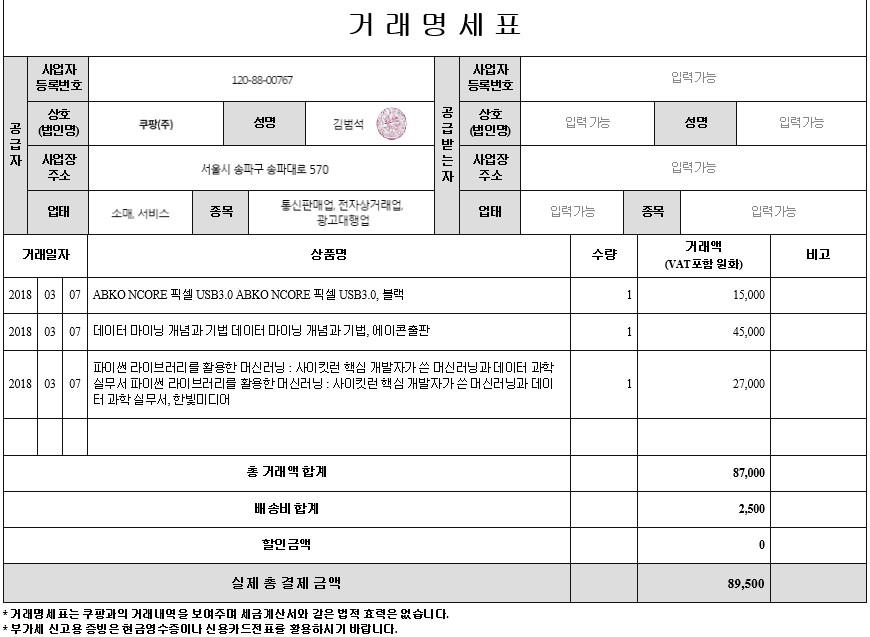 거래명세표
공급자
사업자 등록번호
120-88-00767
상호 (법인명)
쿠팡(주)
성명
김범석
사업장 주소
서울시 송파구 송파대로 570
업태
소매, 서비스
종목
통신판매업, 전자상거래업,
광고대행업
공급받는자
사업자 등록번호
입력가능
상호 (법인명)
입력가능
성명
입력가능
사업장 주소
입력가능
업태
입력가능
종목
입력가능
거래일자 상품명 수량 거래액 (VAT포함 원화) 비고
2018 03 07 ABKO NCORE 픽셀 USB3.0 ABKO NCORE 픽셀 USB3.0, 블랙 1 15,000
2018 03 07 데이터 마이닝 개념과 기법 데이터 마이닝 개념과 기법, 에이콘출판 1 45,000
파이썬 라이브러리를 활용한 머신러닝 : 사이킷런 핵심 개발자가 쓴 머신러닝과 데이터 과학
2018 03 07 실무서 파이썬 라이브러리를 활용한 머신러닝 : 사이킷런 핵심 개발자가 쓴 머신러닝과 데이 1 27,000
터 과학 실무서, 한빛미디어
총 거래액 합계 87,000
배송비 합계 2,500
할인금액 0
실제 총 결제 금액 89,500
* 거래명세표는 쿠팡과의 거래내역을 보여주며 세금계산서와 같은 법적 효력은 없습니다.
* 부가세 신고용 증빙은 현금영수증이나 신용카드전표를 활용하시기 바랍니다.